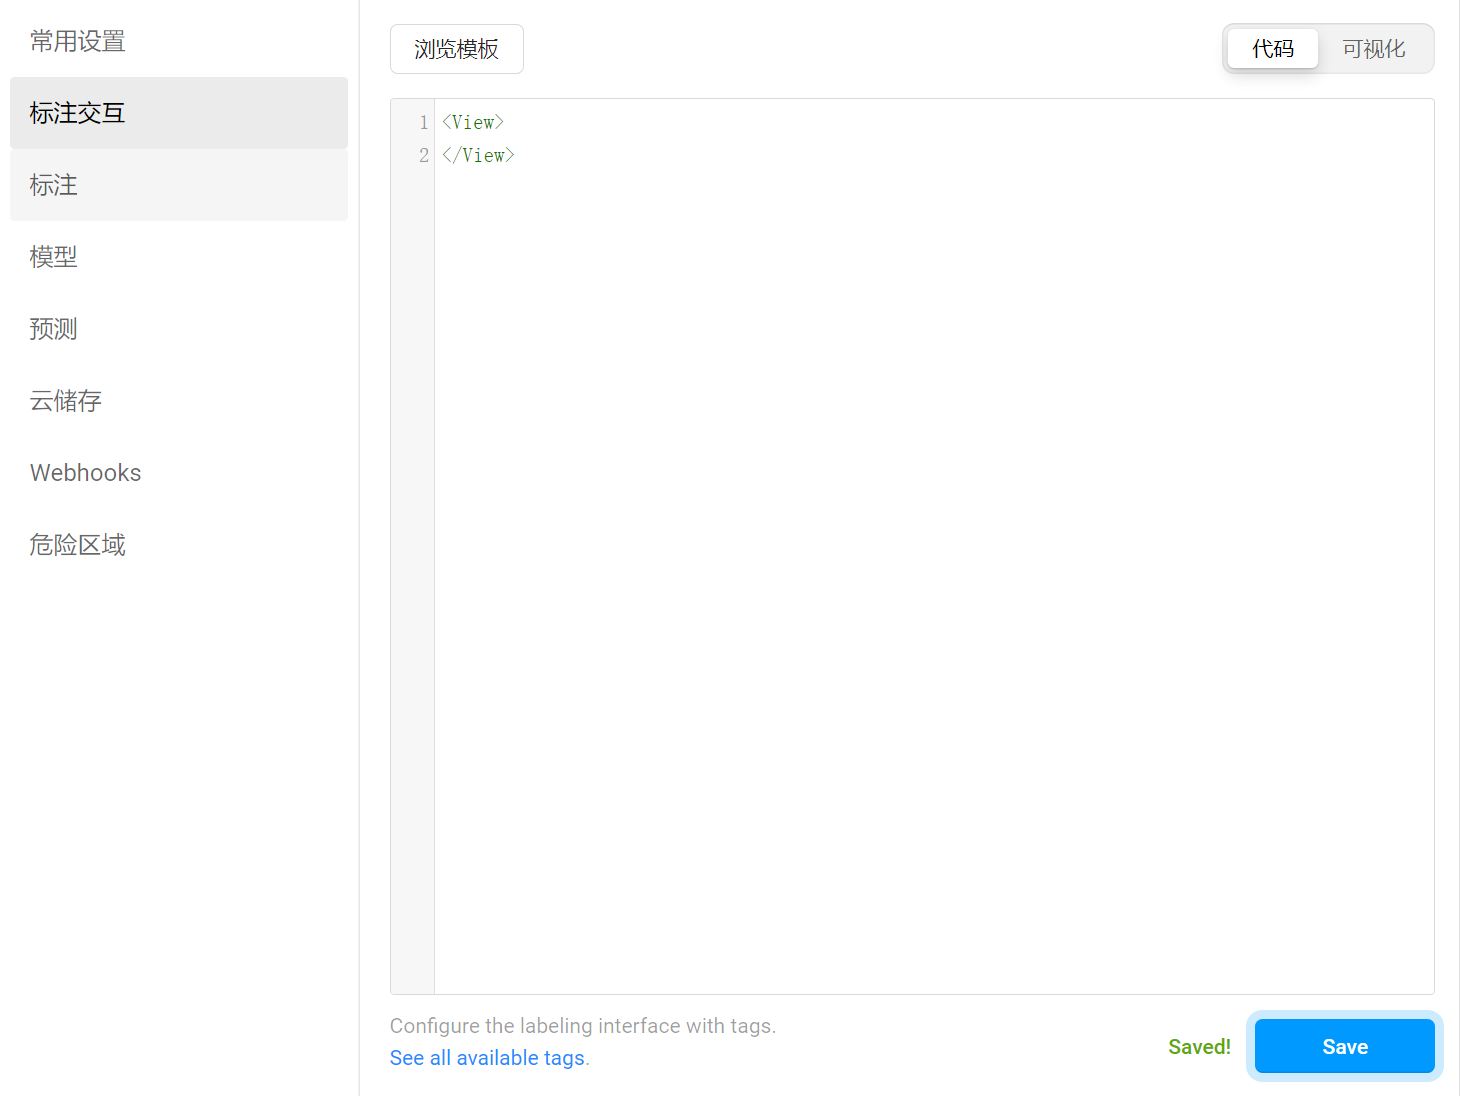 常用设置
标注交互
标注
模型
预测
云储存
Webhooks
危险区域
浏览模板
代码 可视化
1 <View>
2 </View>
Configure the labeling interface with tags.
See all available tags.
Saved!
Save